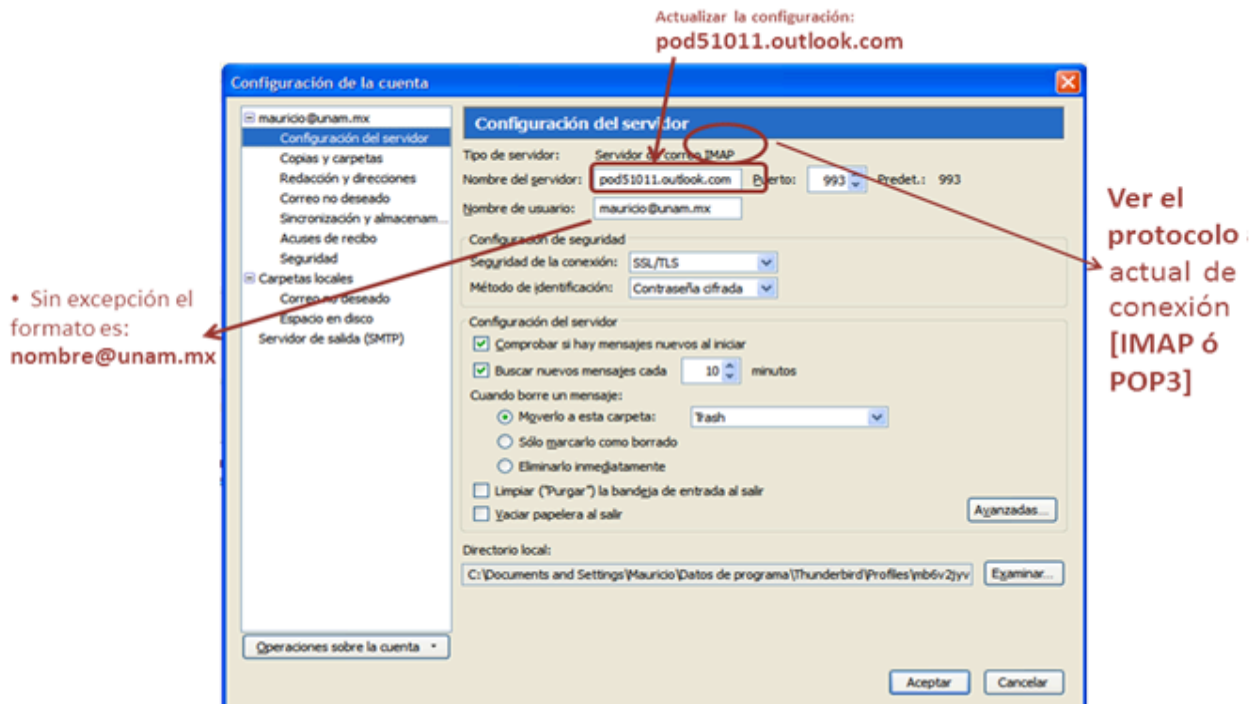 Actualizar la configuración:
pod51011.outlook.com
Configuración de la cuenta
mauricio@unam.mx
Configuración del servidor
Copias y carpetas
Redacción y direcciones
Correo no deseado
Sincronización y almacenam...
Acuses de recibo
Seguridad
Carpetas locales
Correo no deseado
Espacio en disco
Servidor de salida (SMTP)
Operaciones sobre la cuenta
Configuración del servidor
Tipo de servidor: Servidor de correo IMAP
Nombre del servidor: pod51011.outlook.com Puerto: 993 Predet.: 993
Nombre de usuario: mauricio@unam.mx
Configuración de seguridad
Seguridad de la conexión: SSL/TLS
Método de identificación: Contraseña cifrada
Configuración del servidor
Comprobar si hay mensajes nuevos al iniciar
Buscar nuevos mensajes cada 10 minutos
Cuando borre un mensaje:
Moverlo a esta carpeta: Trash
Sólo marcarlo como borrado
Eliminarlo inmediatamente
Limpiar ("Purgar") la bandeja de entrada al salir
Vaciar papelera al salir
Avanzadas...
Directorio local:
C:\Documents and Settings\Mauricio\Datos de programa\Thunderbird\Profiles\mb6v2jyv Examinar...
Aceptar Cancelar
• Sin excepción el
formato es:
nombre@unam.mx
Ver el
protocolo
actual de
conexión
[IMAP ó
POP3]